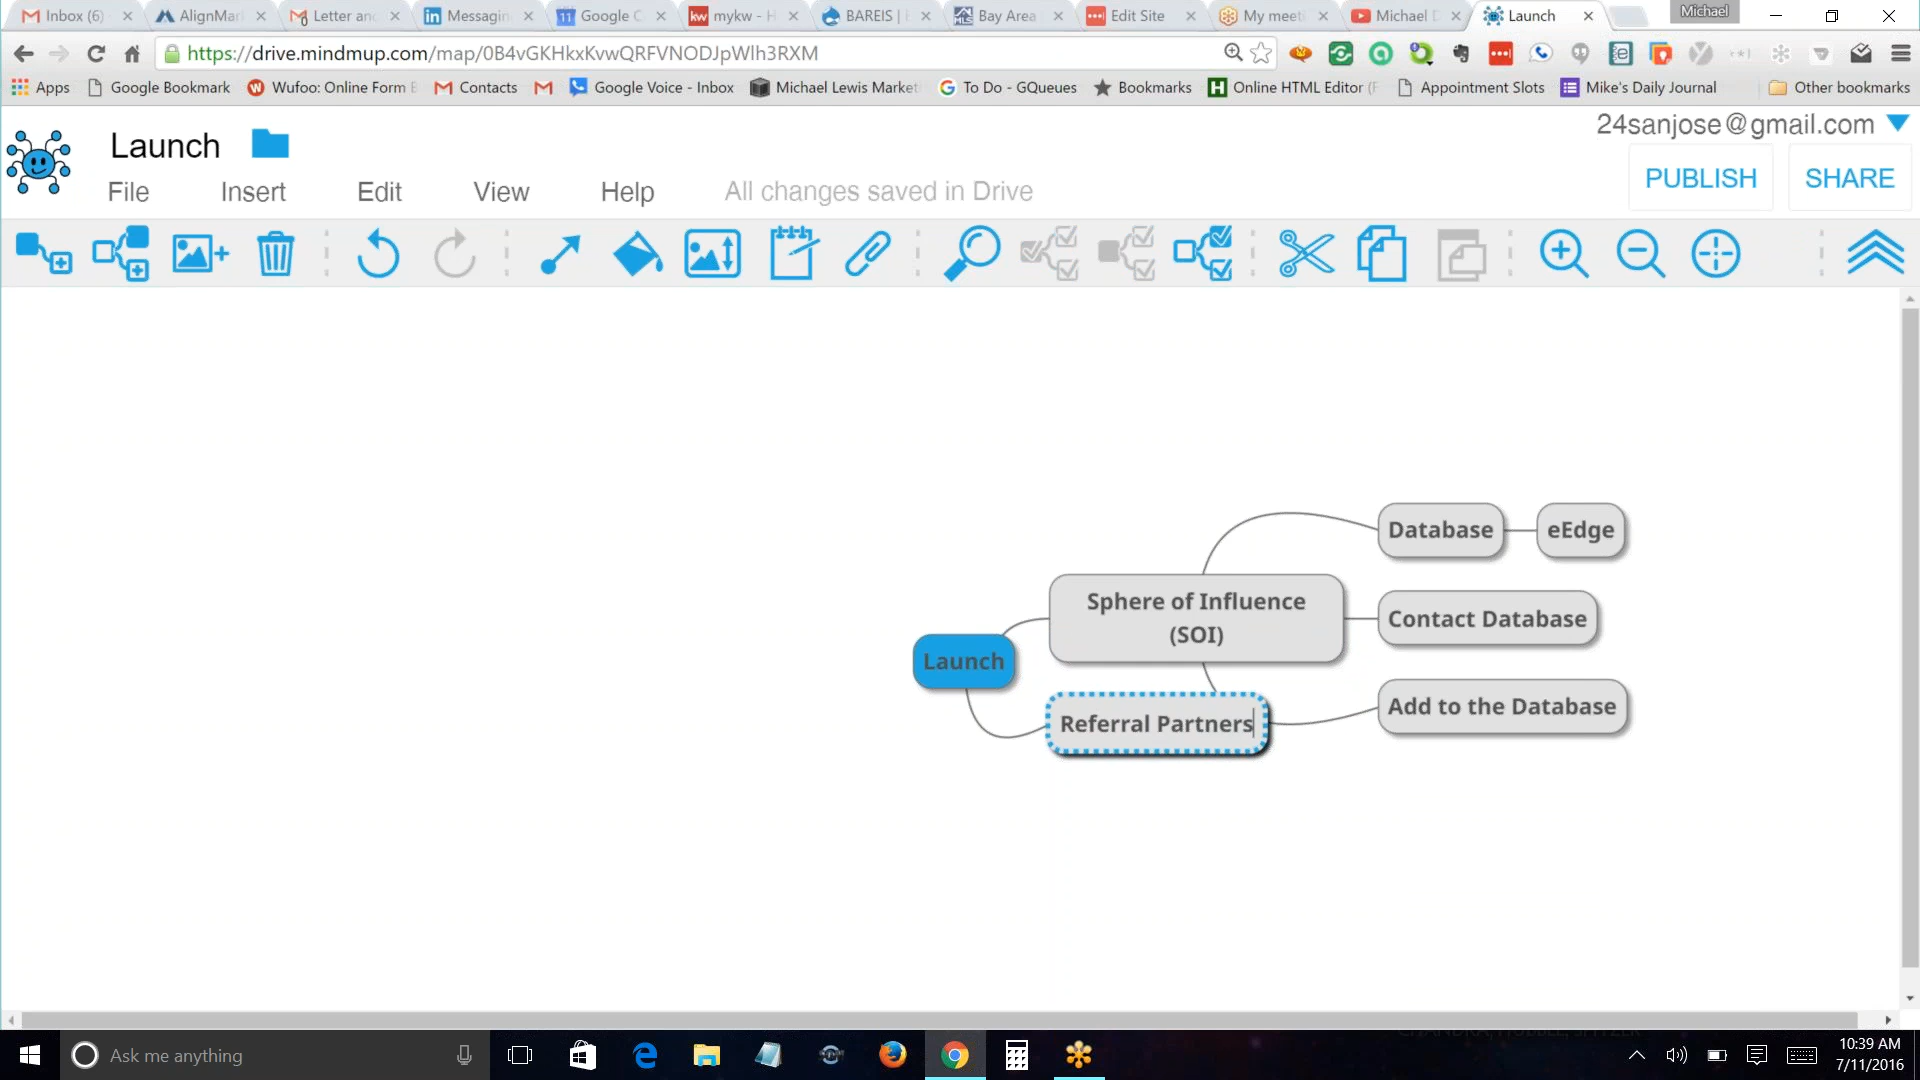 Inbox (6)
AlignMar
Letter an
Messagin
Google C
mykw - H
BAREIS |
Bay Area
Edit Site
My meeti
Michael D
Launch
Michael
https://drive.mindmup.com/map/0B4vGKHkxKvwQRFVNODJpWlh3RXM
Apps
Google Bookmark
Wufoo: Online Form B
Contacts
Google Voice - Inbox
Michael Lewis Market
To Do - GQueues
Bookmarks
Online HTML Editor (F
Appointment Slots
Mike's Daily Journal
Other bookmarks
Launch
24sanjose@gmail.com
File
Insert
Edit
View
Help
All changes saved in Drive
PUBLISH
SHARE
Database
eEdge
Sphere of Influence
(SOI)
Contact Database
Launch
Referral Partners
Add to the Database
Ask me anything
10:39 AM
7/11/2016